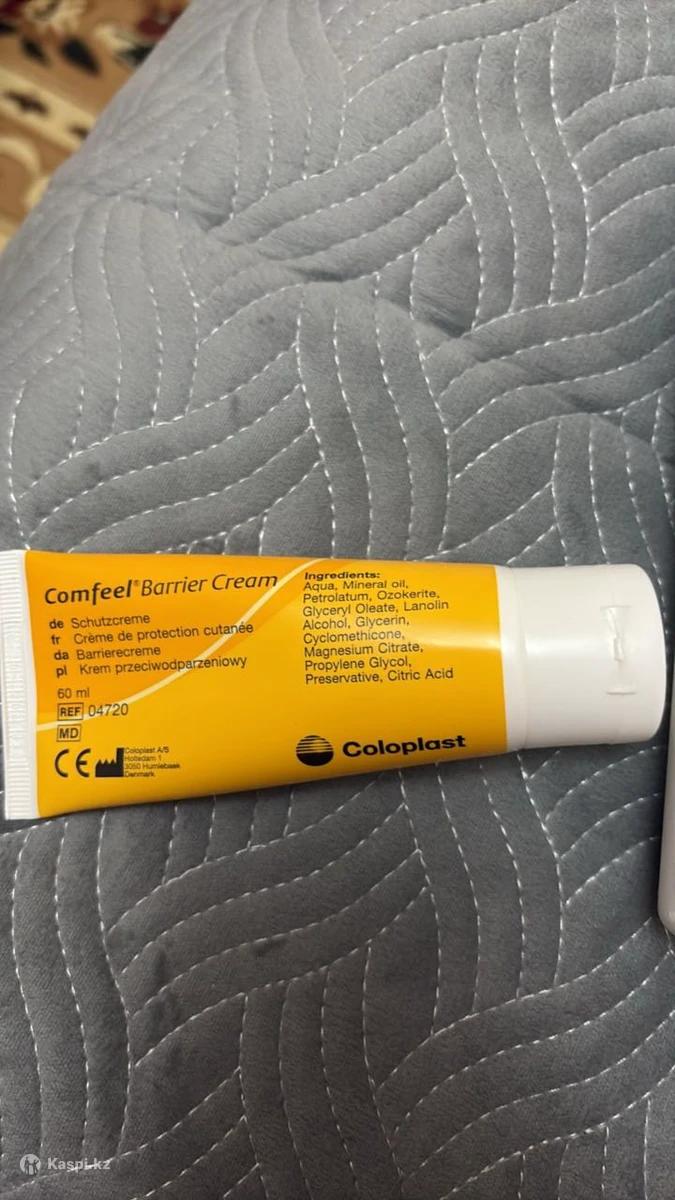 Comfeel® Barrier Cream
de Schutzcreme
fr Crème de protection cutanée
da Barrierecreme
pl Krem przeciwodparzeniowy
60 ml
REF 04720
MD
CE
Coloplast A/S
Holtedam 1
3050 Humlebaek
Denmark
Ingredients:
Aqua, Mineral oil,
Petrolatum, Ozokerite,
Glyceryl Oleate, Lanolin
Alcohol, Glycerin,
Cyclomethicone,
Magnesium Citrate,
Propylene Glycol,
Preservative, Citric Acid
Coloplast
Kaspi.kz